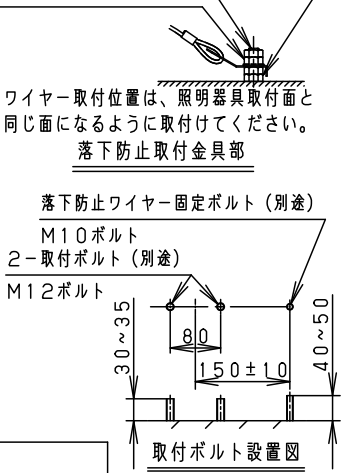 ワイヤー取付位置は、照明器具取付面と
同じ面になるように取付けてください。
落下防止取付金具部
落下防止ワイヤー固定ボルト（別途）
M10ボルト
2－取付ボルト（別途）
M12ボルト
30~35
80
150±10
40~50
取付ボルト設置図